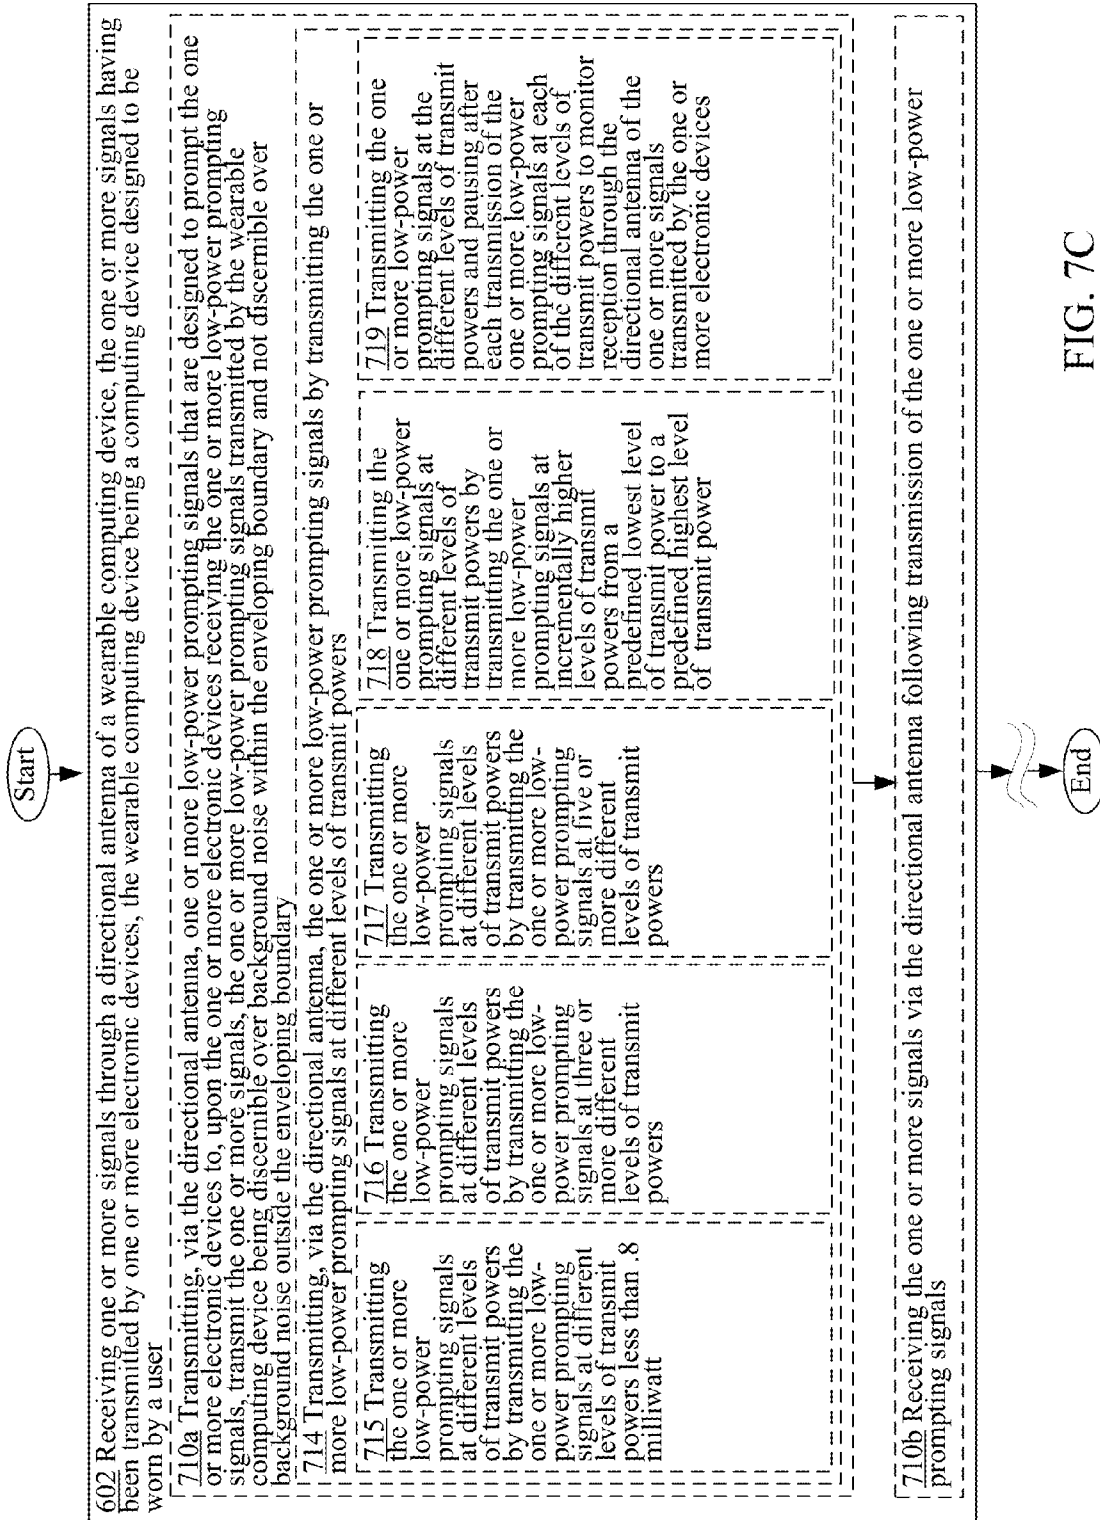 Start
602 Receiving one or more signals through a directional antenna of a wearable computing device, the one or more signals having
been transmitted by one or more electronic devices, the wearable computing device being a computing device designed to be
worn by a user
710a Transmitting, via the directional antenna, one or more low-power prompting signals that are designed to prompt the one
or more electronic devices to, upon the one or more electronic devices receiving the one or more low-power prompting
signals, transmit the one or more signals, the one or more low-power prompting signals transmitted by the wearable
computing device being discernible over background noise within the enveloping boundary and not discernible over
background noise outside the enveloping boundary
714 Transmitting, via the directional antenna, the one or more low-power prompting signals by transmitting the one or
more low-power prompting signals at different levels of transmit powers
715 Transmitting
the one or more
low-power
prompting signals
at different levels
of transmit powers
by transmitting the
one or more low-
power prompting
signals at different
levels of transmit
powers less than .8
milliwatt
716 Transmitting
the one or more
low-power
prompting signals
at different levels
of transmit powers
by transmitting the
one or more low-
power prompting
signals at three or
more different
levels of transmit
powers
717 Transmitting
the one or more
low-power
prompting signals
at different levels
of transmit powers
by transmitting the
one or more low-
power prompting
signals at five or
more different
levels of transmit
powers
718 Transmitting the
one or more low-power
prompting signals at
different levels of
transmit powers by
transmitting the one or
more low-power
prompting signals at
incrementally higher
levels of transmit
powers from a
predefined lowest level
of transmit power to a
predefined highest level
of transmit power
719 Transmitting the one
or more low-power
prompting signals at the
different levels of transmit
powers and pausing after
each transmission of the
one or more low-power
prompting signals at each
of the different levels of
transmit powers to monitor
reception through the
directional antenna of the
one or more signals
transmitted by the one or
more electronic devices
710b Receiving the one or more signals via the directional antenna following transmission of the one or more low-power
prompting signals
End
FIG. 7C